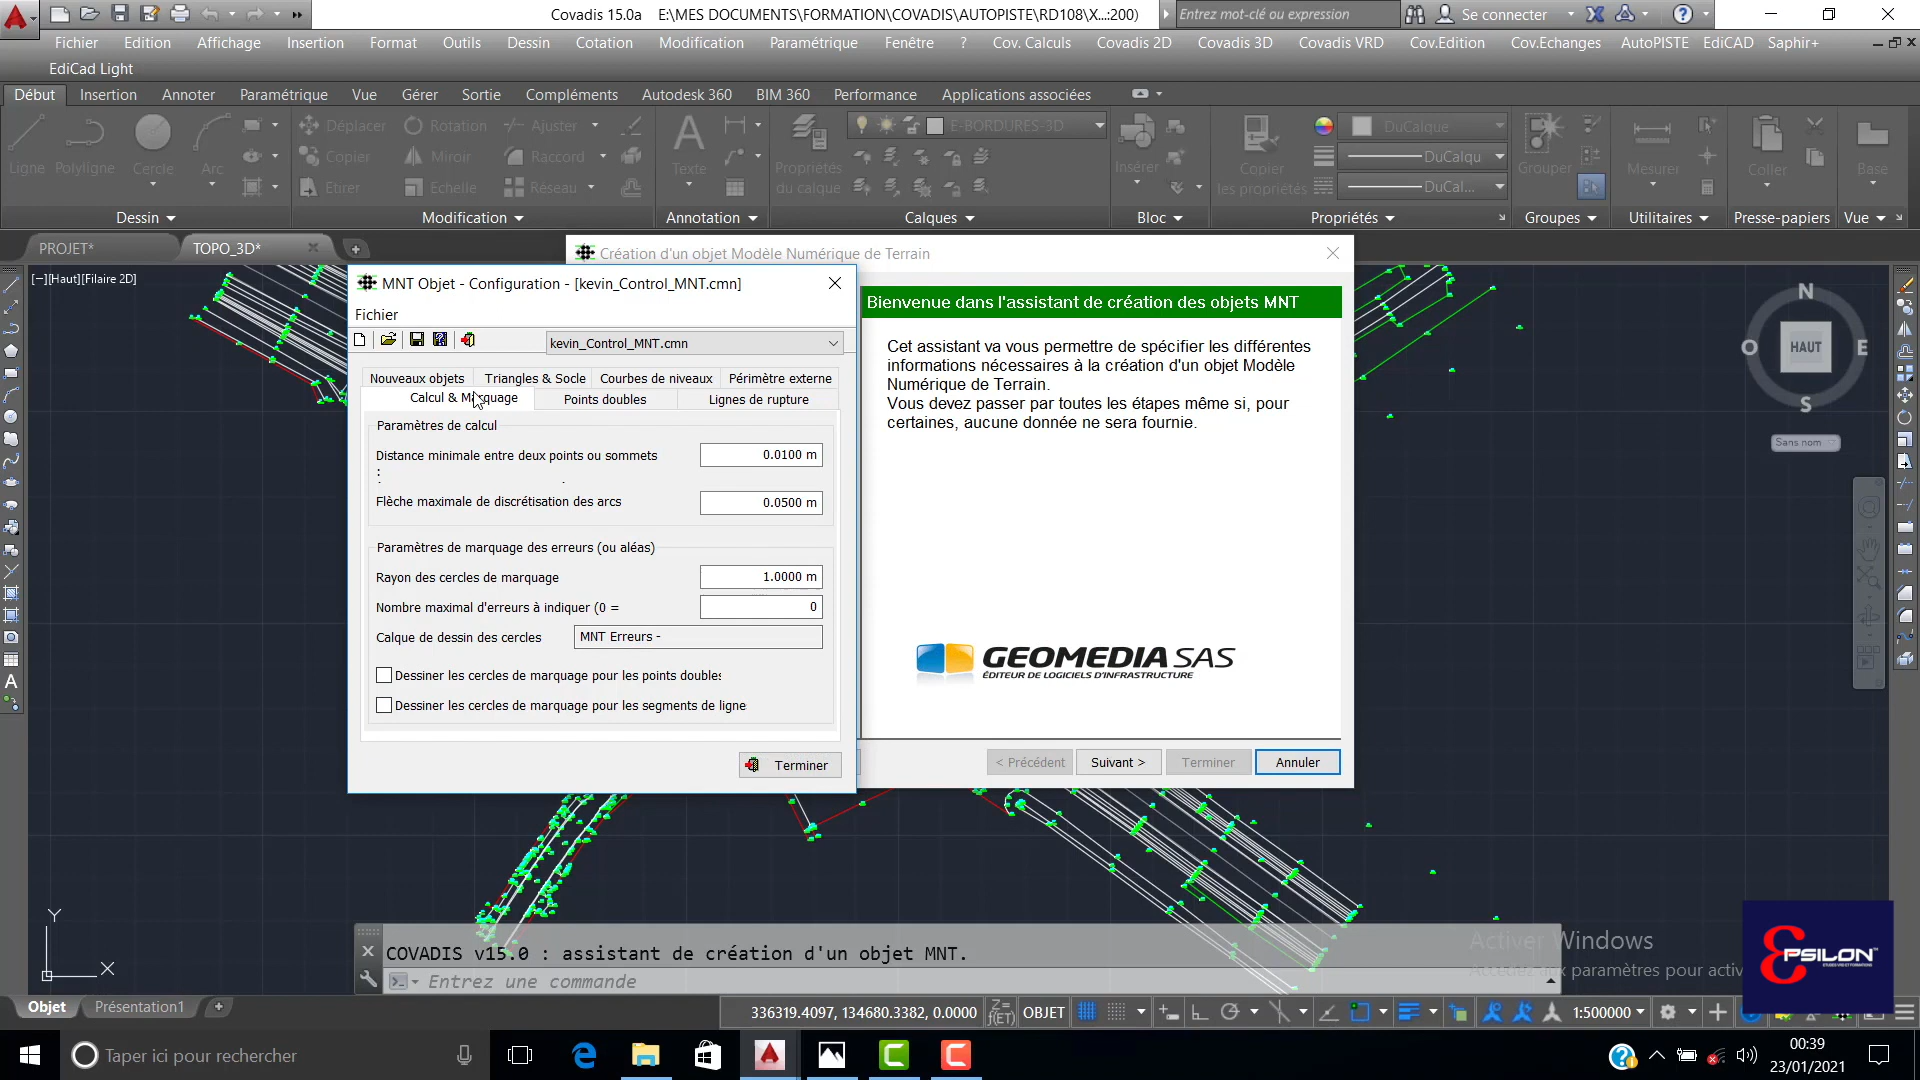 Covadis 15.0a E:\MES DOCUMENTS\FORMATION\COVADIS\AUTOPISTE\RD108\X...:200)
Entrez mot-clé ou expression
Se connecter
Fichier Edition Affichage Insertion Format Outils Dessin Cotation Modification Paramétrique Fenêtre ? Cov. Calculs Covadis 2D Covadis 3D Covadis VRD Cov.Edition Cov.Echanges AutoPISTE EdiCAD Saphir+
EdiCad Light
Début Insertion Annoter Paramétrique Vue Gérer Sortie Compléments Autodesk 360 BIM 360 Performance Applications associées
Déplacer Rotation Ajuster
E-BORDURES-3D
DuCalque
Copier Miroir Raccord
DuCalqu
Ligne Polyligne Cercle Arc
Texte
Propriétés
du calque
Insérer
Copier
les propriétés
Grouper
Mesurer
Coller
Base
Etirer Echelle Réseau
DuCal...
Dessin
Modification
Annotation
Calques
Bloc
Propriétés
Groupes
Utilitaires
Presse-papiers
Vue
PROJET*
TOPO_3D*
[−][Haut][Filaire 2D]
Création d'un objet Modèle Numérique de Terrain
MNT Objet - Configuration - [kevin_Control_MNT.cmn]
Fichier
kevin_Control_MNT.cmn
Nouveaux objets Triangles & Socle Courbes de niveaux Périmètre externe
Calcul & Marquage Points doubles Lignes de rupture
Paramètres de calcul
Distance minimale entre deux points ou sommets
:
0.0100 m
Flèche maximale de discrétisation des arcs
0.0500 m
Paramètres de marquage des erreurs (ou aléas)
Rayon des cercles de marquage
1.0000 m
Nombre maximal d'erreurs à indiquer (0 =
0
Calque de dessin des cercles
MNT Erreurs -
Dessiner les cercles de marquage pour les points doubles
Dessiner les cercles de marquage pour les segments de ligne
Terminer
Bienvenue dans l'assistant de création des objets MNT
Cet assistant va vous permettre de spécifier les différentes
informations nécessaires à la création d'un objet Modèle
Numérique de Terrain.
Vous devez passer par toutes les étapes même si, pour
certaines, aucune donnée ne sera fournie.
GEOMEDIA SAS
ÉDITEUR DE LOGICIELS D'INFRASTRUCTURE
< Précédent
Suivant >
Terminer
Annuler
N
O
HAUT
E
S
Sans nom
A
Y
X
COVADIS v15.0 : assistant de création d'un objet MNT.
Entrez une commande
Activer Windows
Accédez aux paramètres pour activ
EPSILON
Objet
Présentation1
336319.4097, 134680.3382, 0.0000
OBJET
1:500000
Taper ici pour rechercher
00:39
23/01/2021